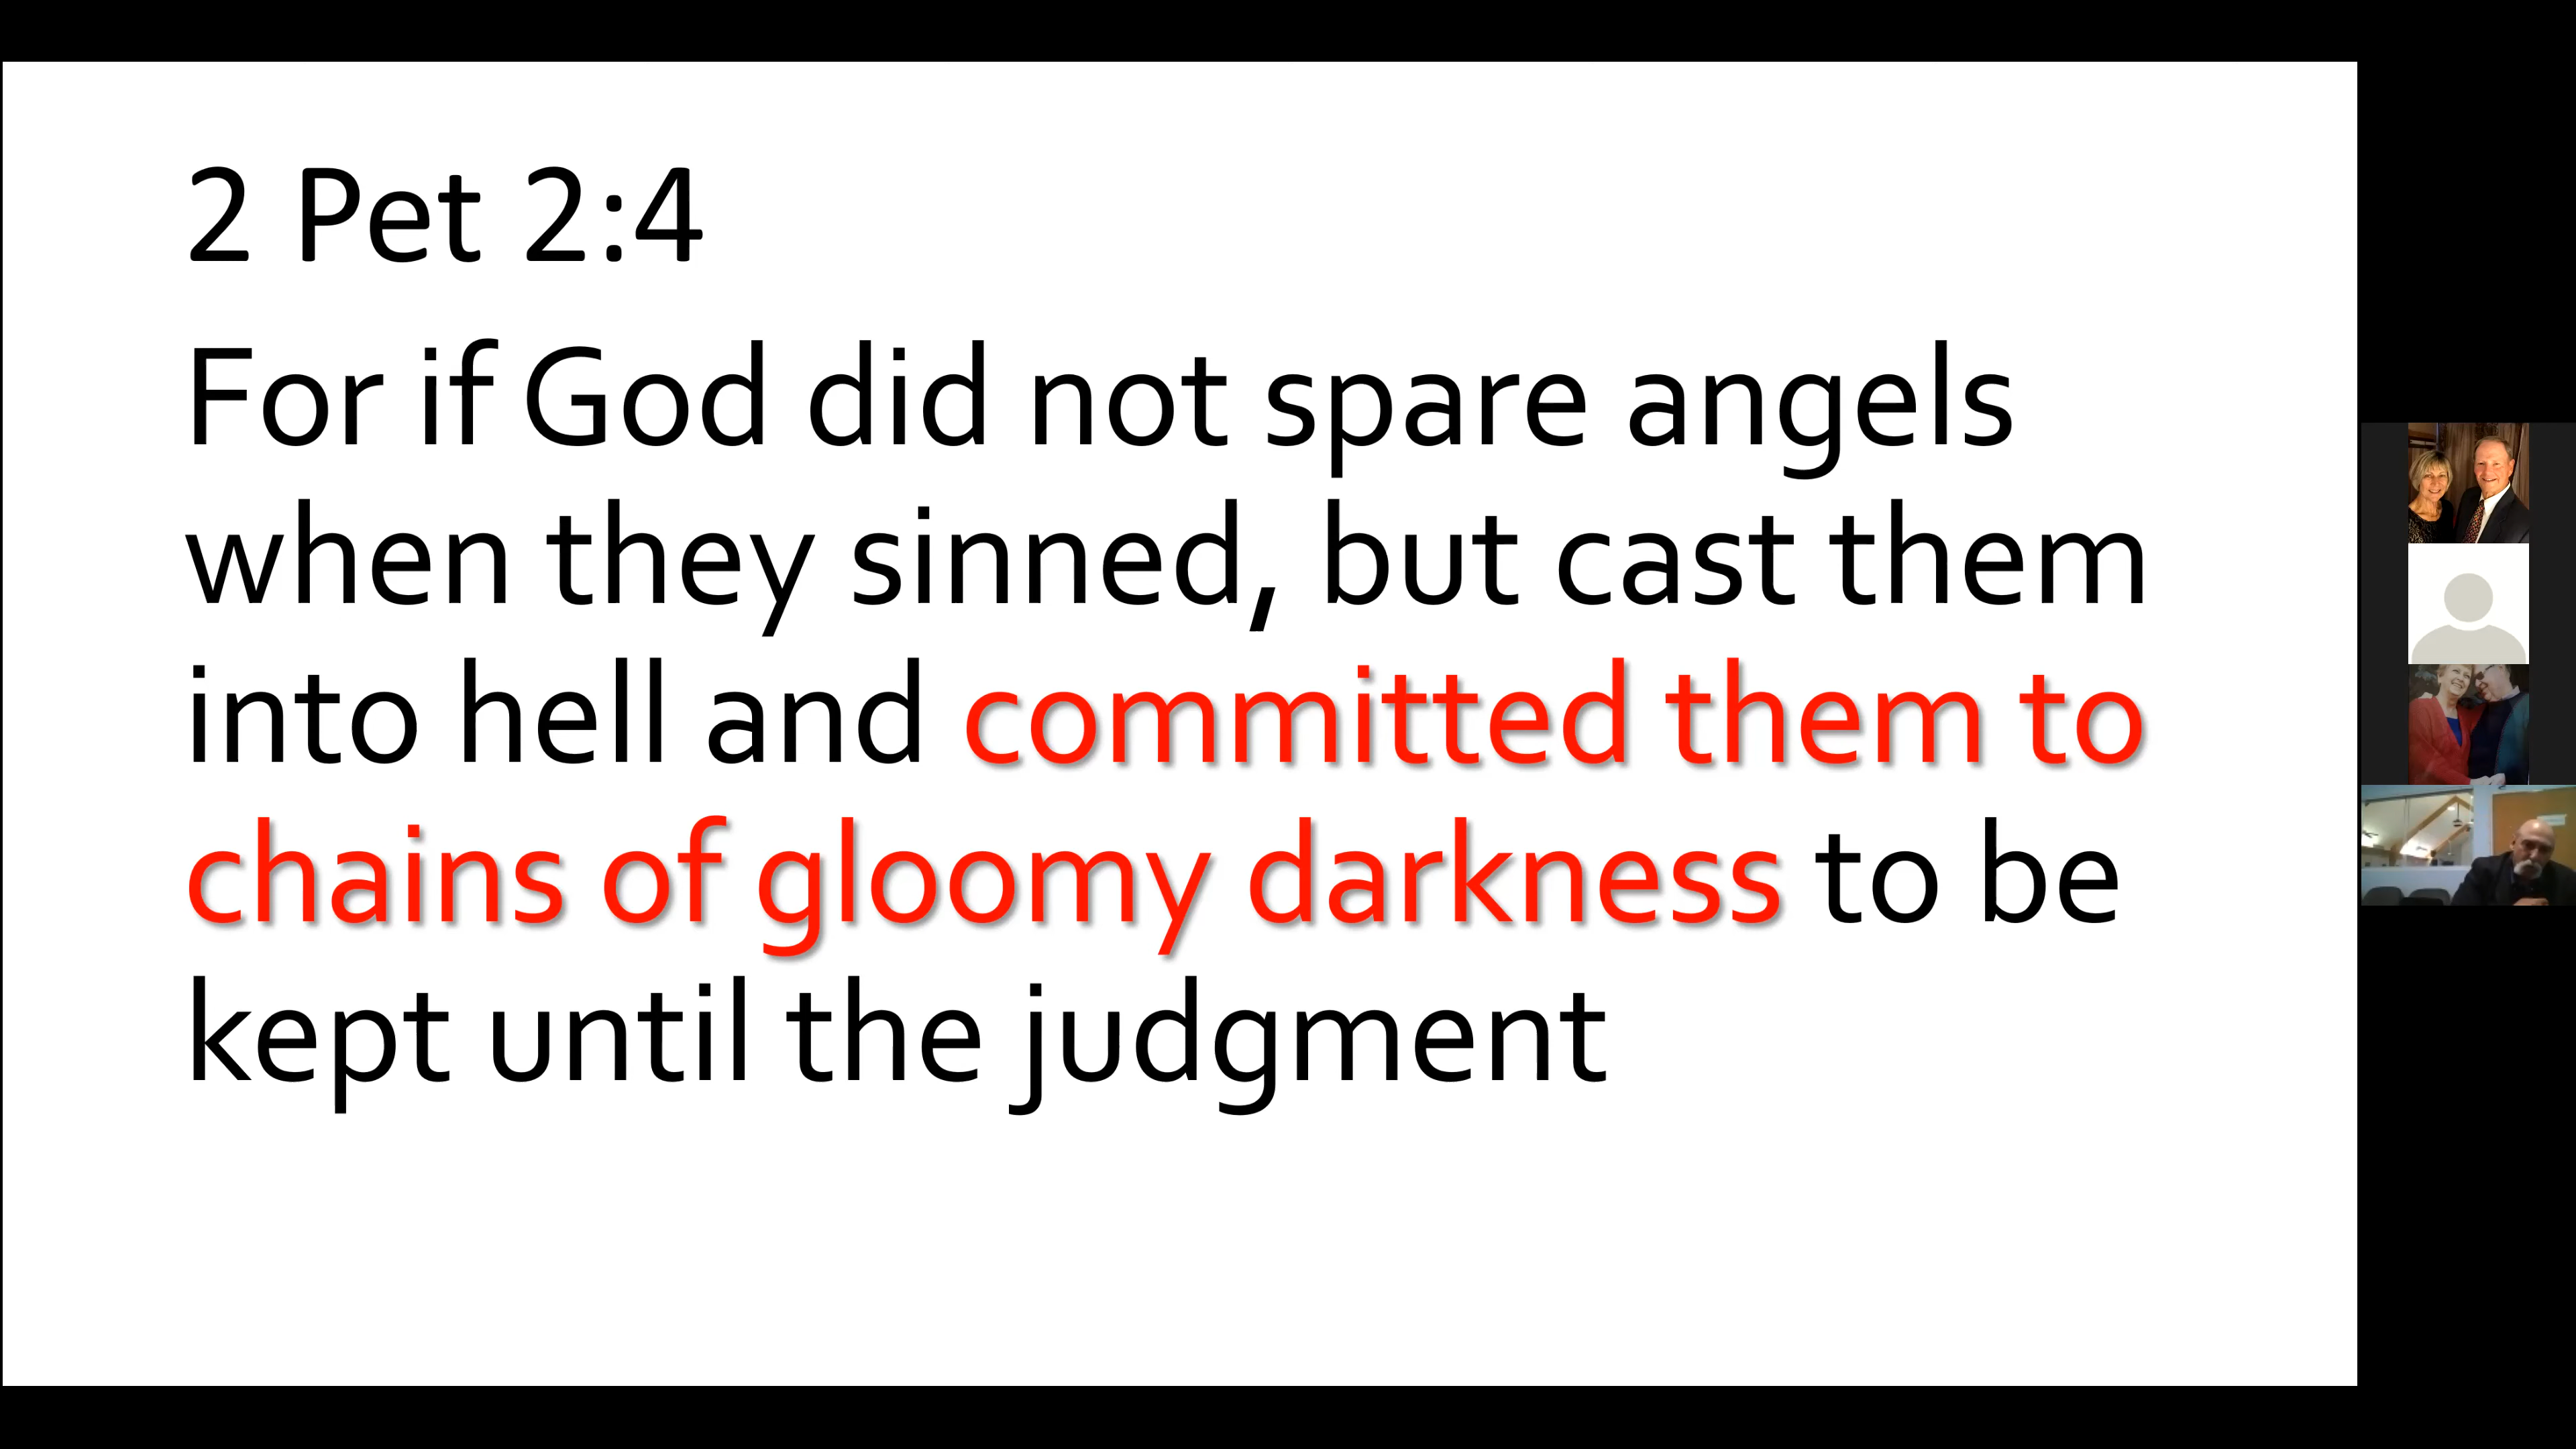 2 Pet 2:4
For if God did not spare angels
when they sinned, but cast them
into hell and committed them to
chains of gloomy darkness to be
kept until the judgment